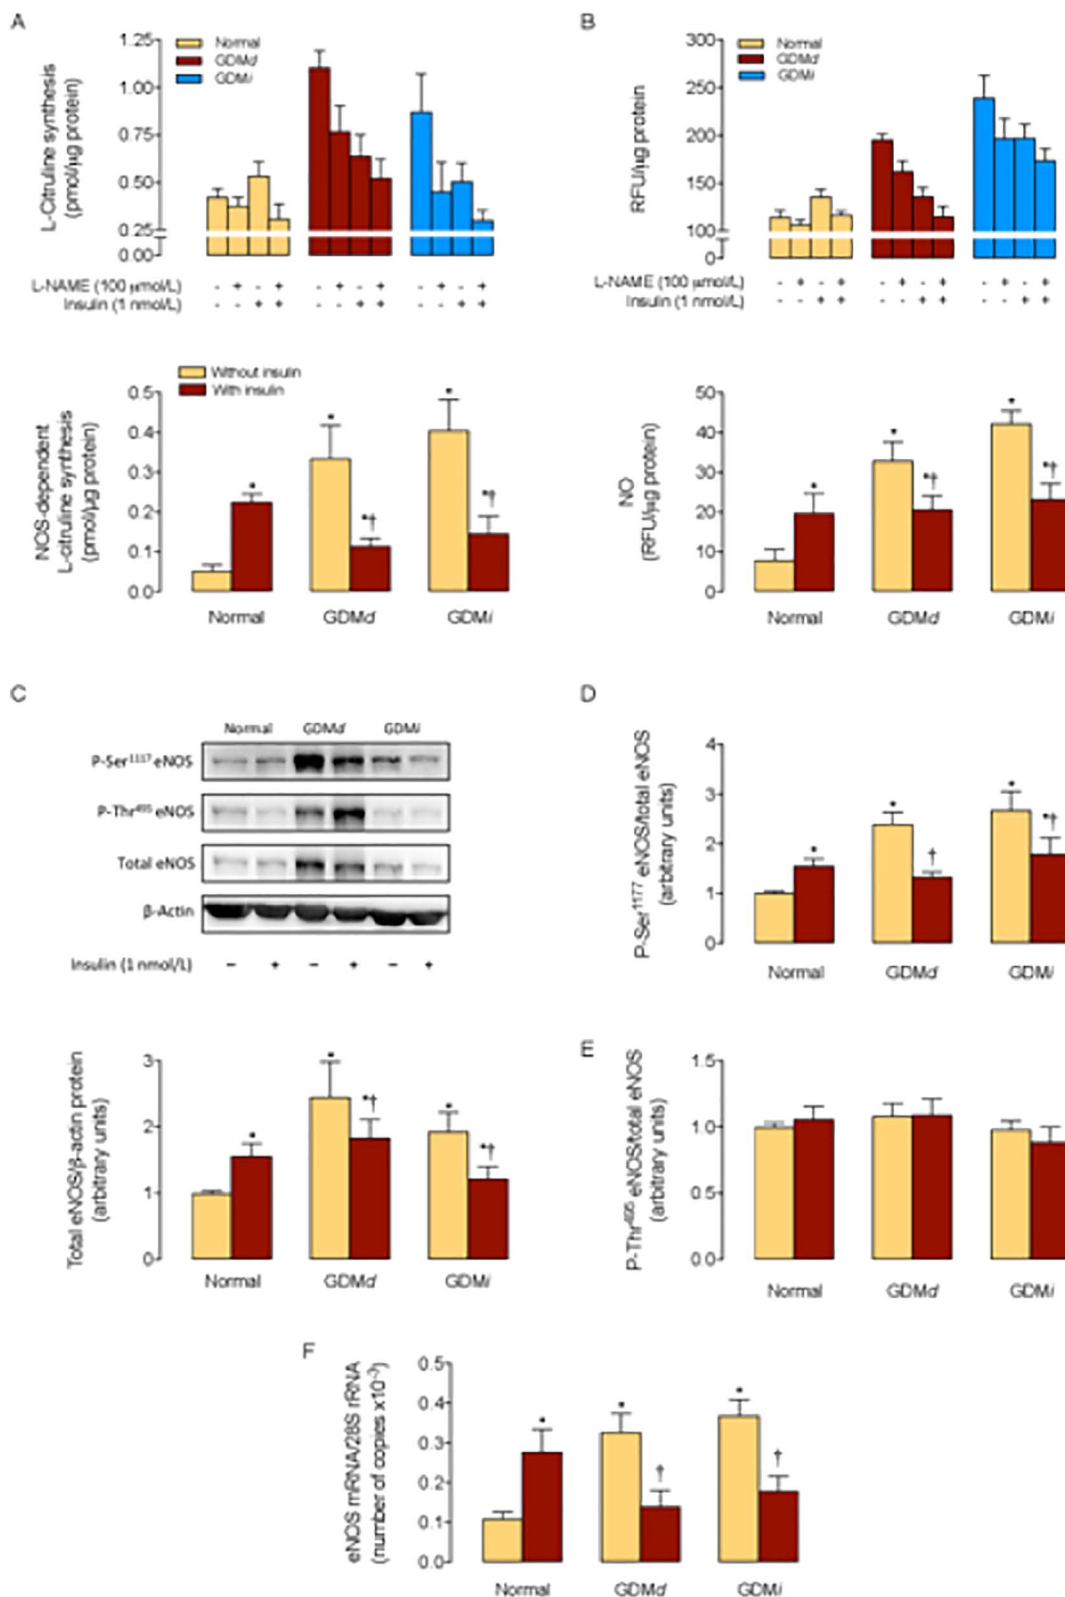 A
L-Citruline synthesis
(pmol/µg protein)
1.25
1.00
0.75
0.50
0.25
0.00
Normal
GDMd
GDMi
L-NAME (100 µmol/L) - + - + - + - + - + - +
Insulin (1 nmol/L) - - + + - - + + - - + +
B
RFU/µg protein
300
250
200
150
100
0
Normal
GDMd
GDMi
L-NAME (100 µmol/L) - + - + - + - + - + - +
Insulin (1 nmol/L) - - + + - - + + - - + +
NOS-dependent
L-citruline synthesis
(pmol/µg protein)
0.5
0.4
0.3
0.2
0.1
0.0
Without insulin
With insulin
* * *† * *†
Normal GDMd GDMi
NO
(RFU/µg protein)
50
40
30
20
10
0
* * *† * *†
Normal GDMd GDMi
C
Normal GDMd GDMi
P-Ser1117 eNOS
P-Thr495 eNOS
Total eNOS
β-Actin
Insulin (1 nmol/L) – + – + – +
D
P-Ser1177 eNOS/total eNOS
(arbitrary units)
4
3
2
1
0
* * † * *†
Normal GDMd GDMi
Total eNOS/β-actin protein
(arbitrary units)
3
2
1
0
* * *† * *†
Normal GDMd GDMi
E
P-Thr495 eNOS/total eNOS
(arbitrary units)
1.5
1.0
0.5
0.0
Normal GDMd GDMi
F
eNOS mRNA/28S rRNA
(number of copies x10-3)
0.5
0.4
0.3
0.2
0.1
0.0
* * † * †
Normal GDMd GDMi